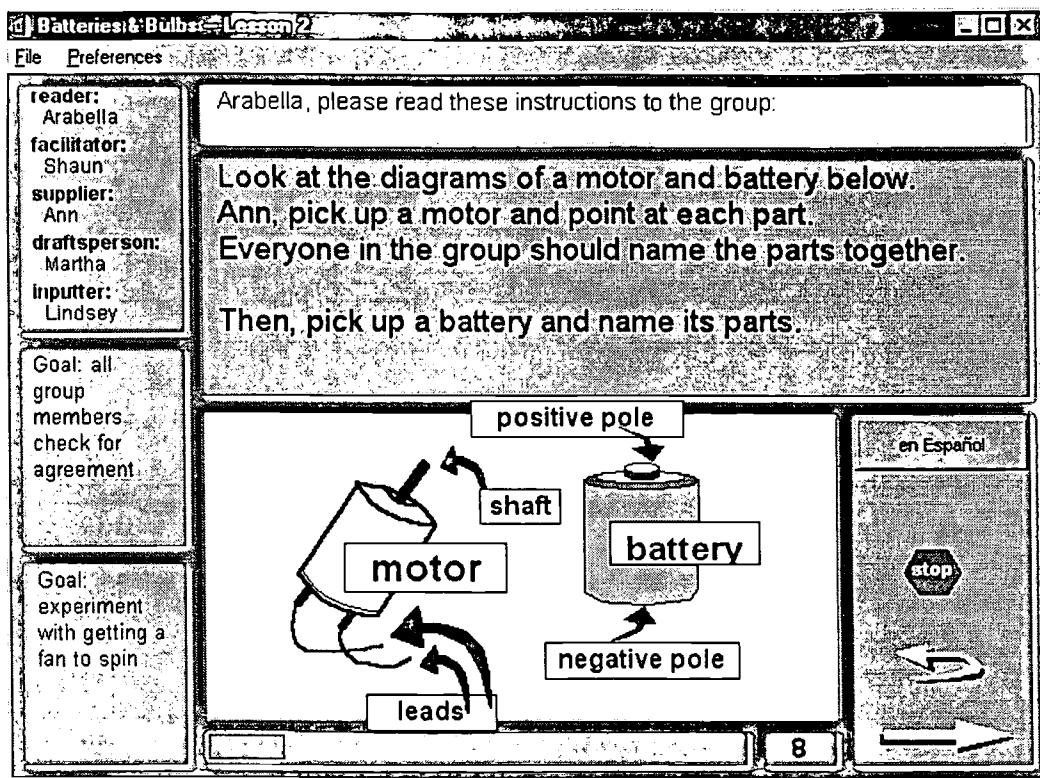 Batteries & Bulbs - Lesson 2
File Preferences
reader:
Arabella
facilitator:
Shaun
supplier:
Ann
draftsperson:
Martha
inputter:
Lindsey
Goal: all
group
members
check for
agreement
Goal:
experiment
with getting a
fan to spin
Arabella, please read these instructions to the group:
Look at the diagrams of a motor and battery below.
Ann, pick up a motor and point at each part.
Everyone in the group should name the parts together.
Then, pick up a battery and name its parts.
positive pole
shaft
motor
battery
negative pole
leads
en Español
stop
8